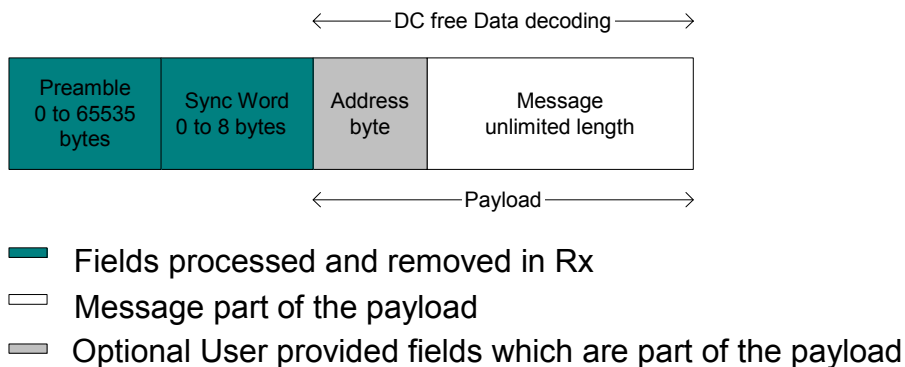 DC free Data decoding
Preamble
0 to 65535
bytes
Sync Word
0 to 8 bytes
Address
byte
Message
unlimited length
Payload
Fields processed and removed in Rx
Message part of the payload
Optional User provided fields which are part of the payload